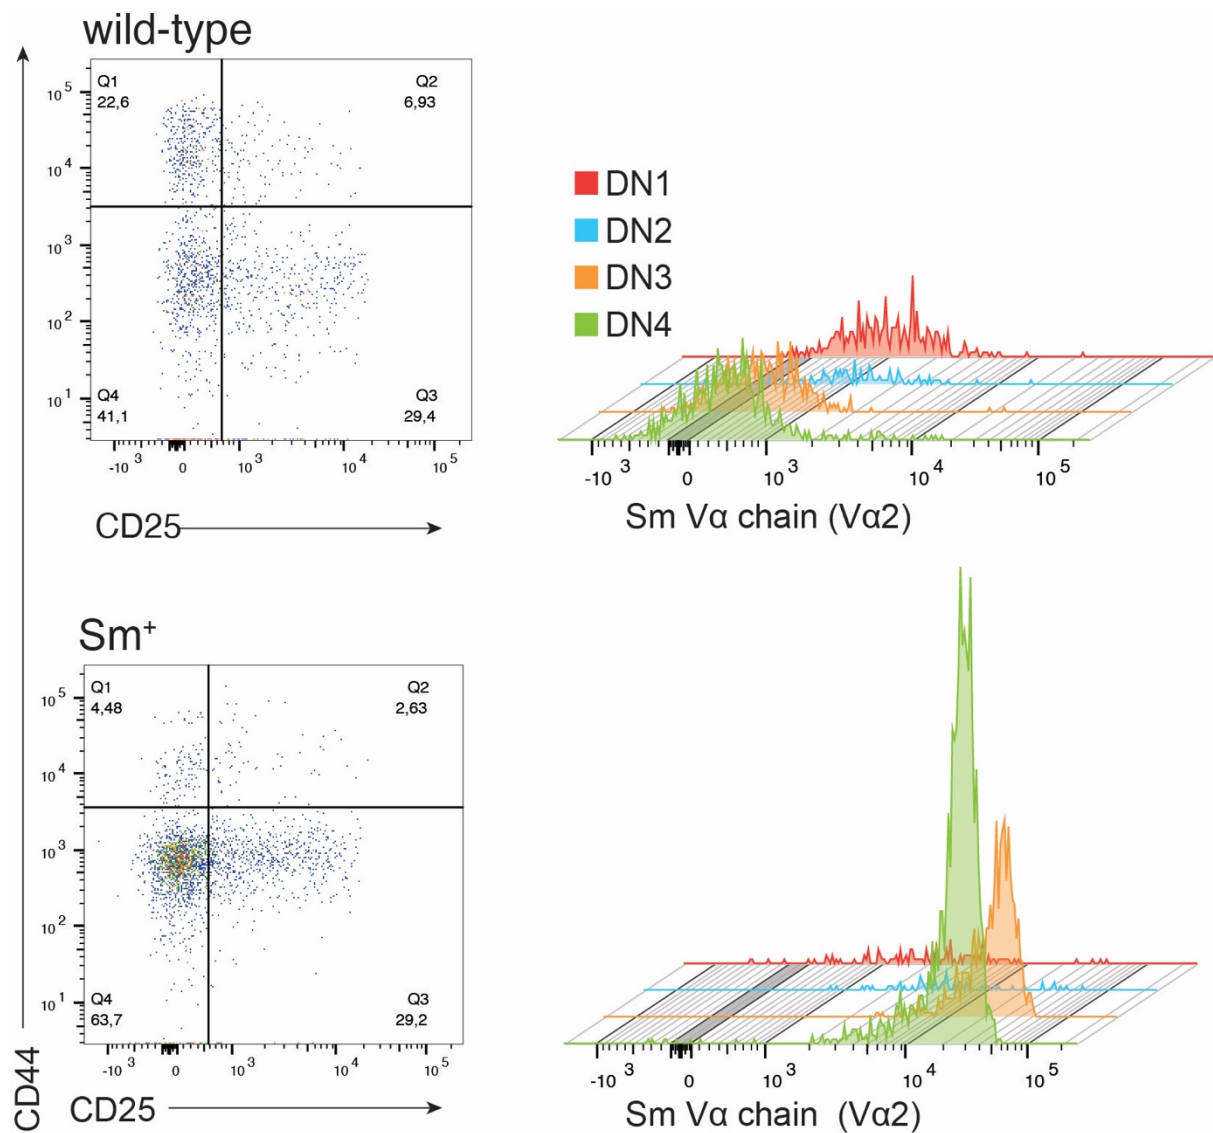 wild-type
Q1
22,6
Q2
6,93
10^5
10^4
10^3
10^2
10^1
Q4
41,1
Q3
29,4
-10^3 0 10^3 10^4 10^5
CD25
DN1
DN2
DN3
DN4
-10^3 0 10^3 10^4 10^5
Sm Vα chain (Vα2)
Sm+
Q1
4,48
Q2
2,63
10^5
10^4
10^3
10^2
10^1
Q4
63,7
Q3
29,2
-10^3 0 10^3 10^4 10^5
CD44
CD25
-10^3 0 10^3 10^4 10^5
Sm Vα chain (Vα2)